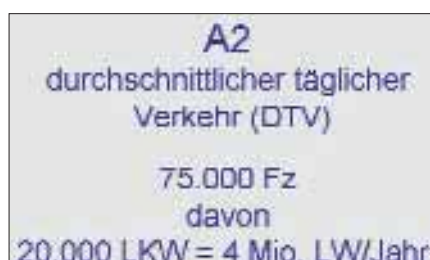 A2
durchschnittlicher täglicher
Verkehr (DTV)
75.000 Fz
davon
20.000 LKW = 4 Mio. LW/Jahr